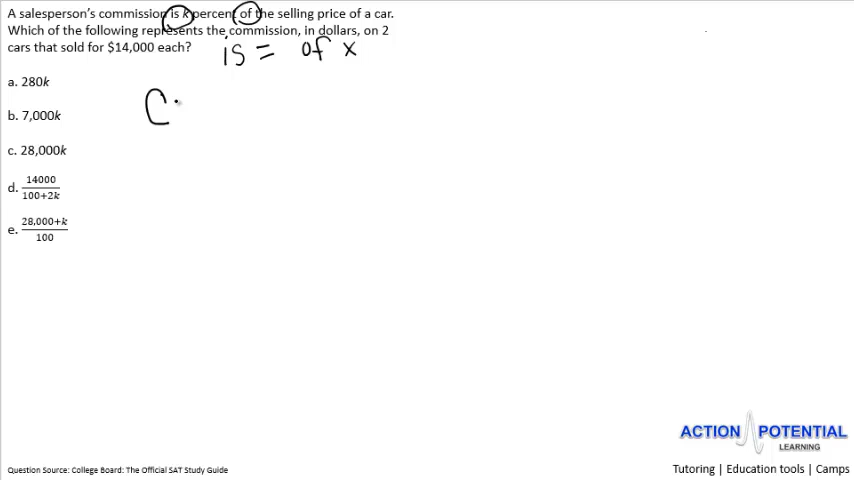 A salesperson's commission is k percent of the selling price of a car.
Which of the following represents the commission, in dollars, on 2
cars that sold for $14,000 each?
is = of x
a. 280k
C
b. 7,000k
c. 28,000k
d. 14000/100+2k
e. 28,000+k/100
ACTION POTENTIAL
LEARNING
Question Source: College Board: The Official SAT Study Guide
Tutoring | Education tools | Camps